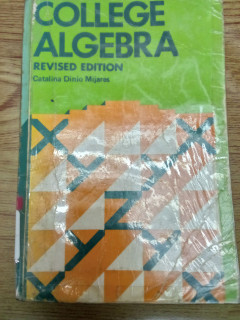 COLLEGE
ALGEBRA
REVISED EDITION
Catalina Dinio Mijares